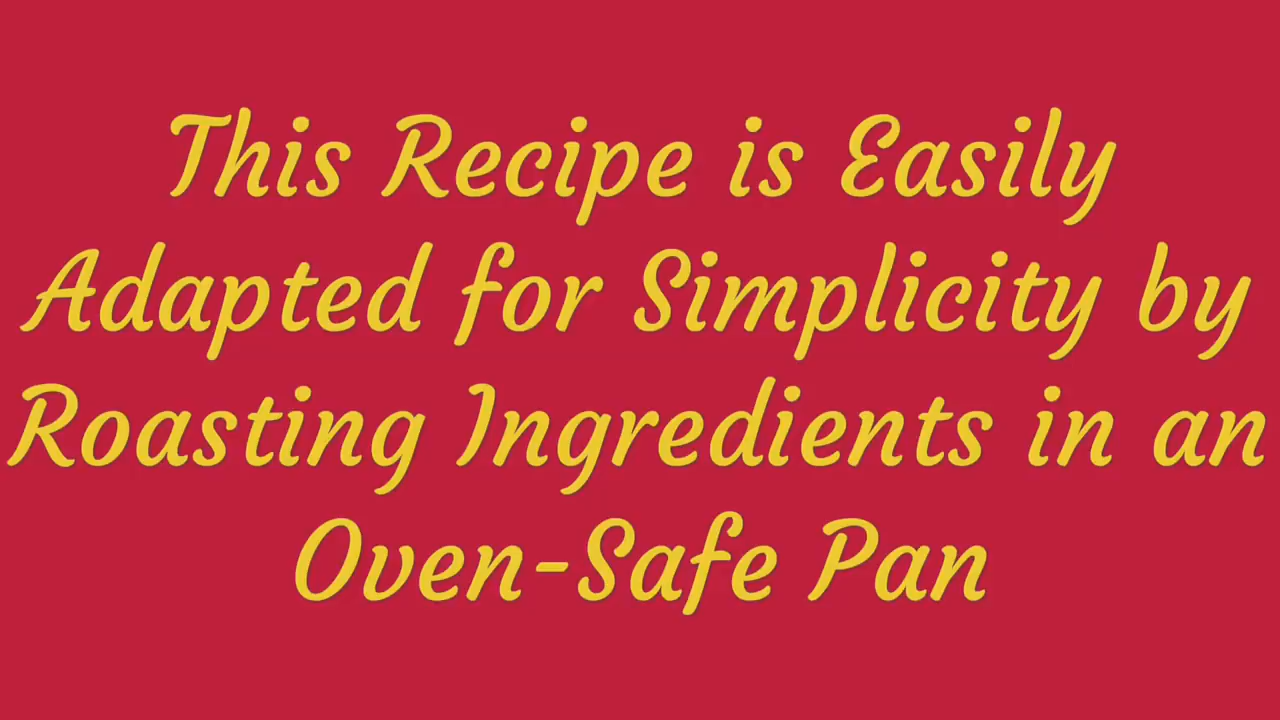 This Recipe is Easily
Adapted for Simplicity by
Roasting Ingredients in an
Oven-Safe Pan